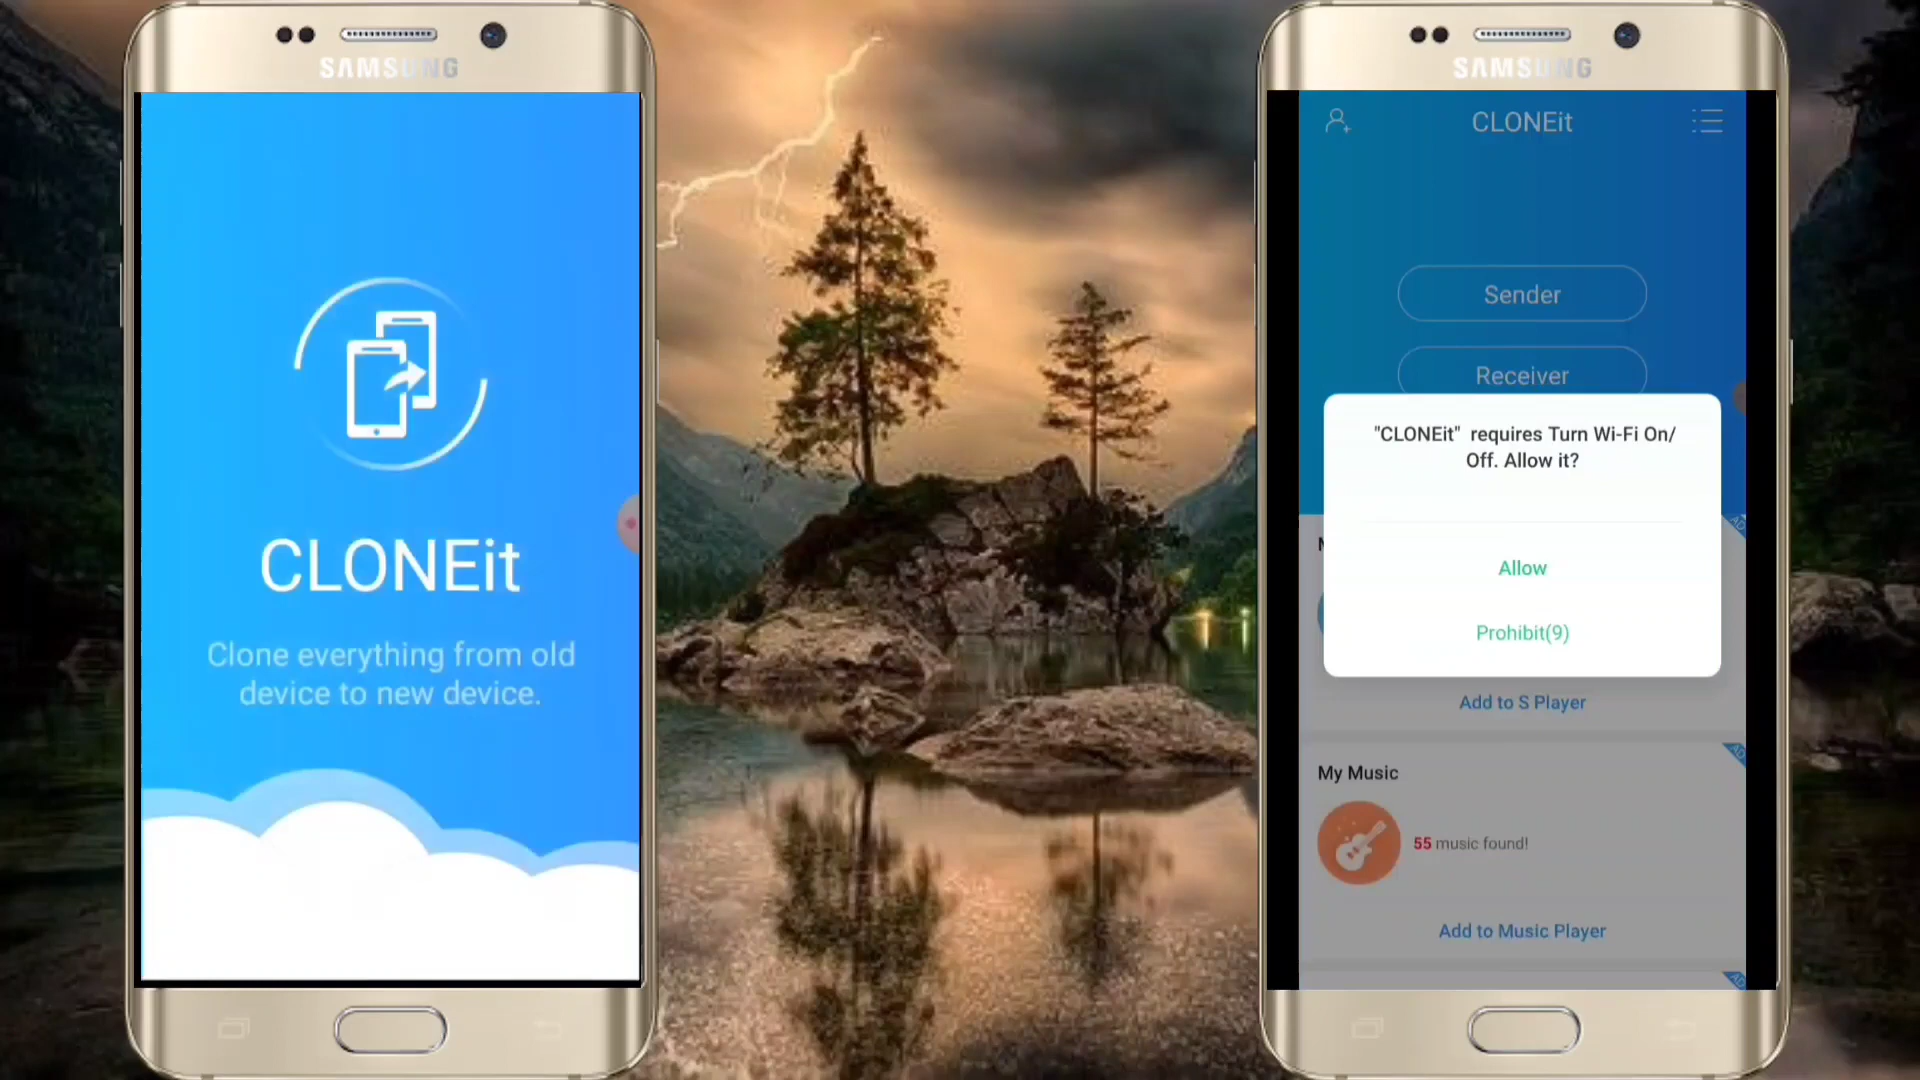 SAMSUNG
CLONEit
Clone everything from old
device to new device.
SAMSUNG
CLONEit
Sender
Receiver
"CLONEit" requires Turn Wi-Fi On/
Off. Allow it?
Allow
Prohibit(9)
Add to S Player
AD
My Music
55 music found!
Add to Music Player
AD